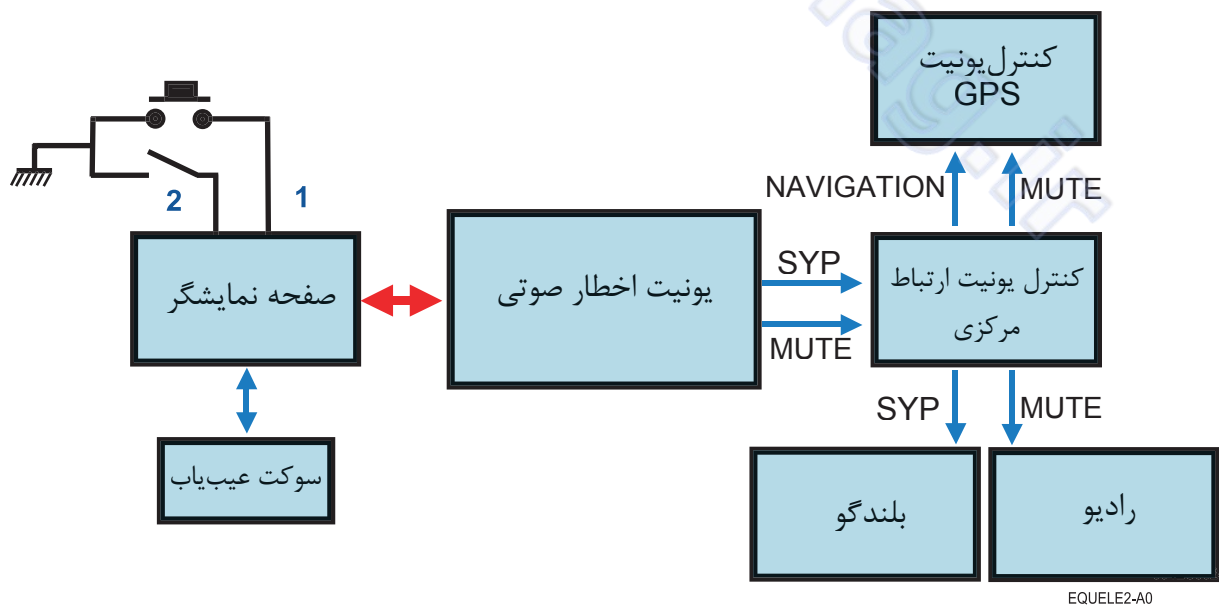 کنترل‌یونیت
GPS
NAVIGATION
MUTE
2
1
صفحه نمایشگر
یونیت اخطار صوتی
SYP
MUTE
کنترل یونیت ارتباط
مرکزی
SYP
MUTE
سوکت عیب‌یاب
بلندگو
رادیو
EQUELE2-A0